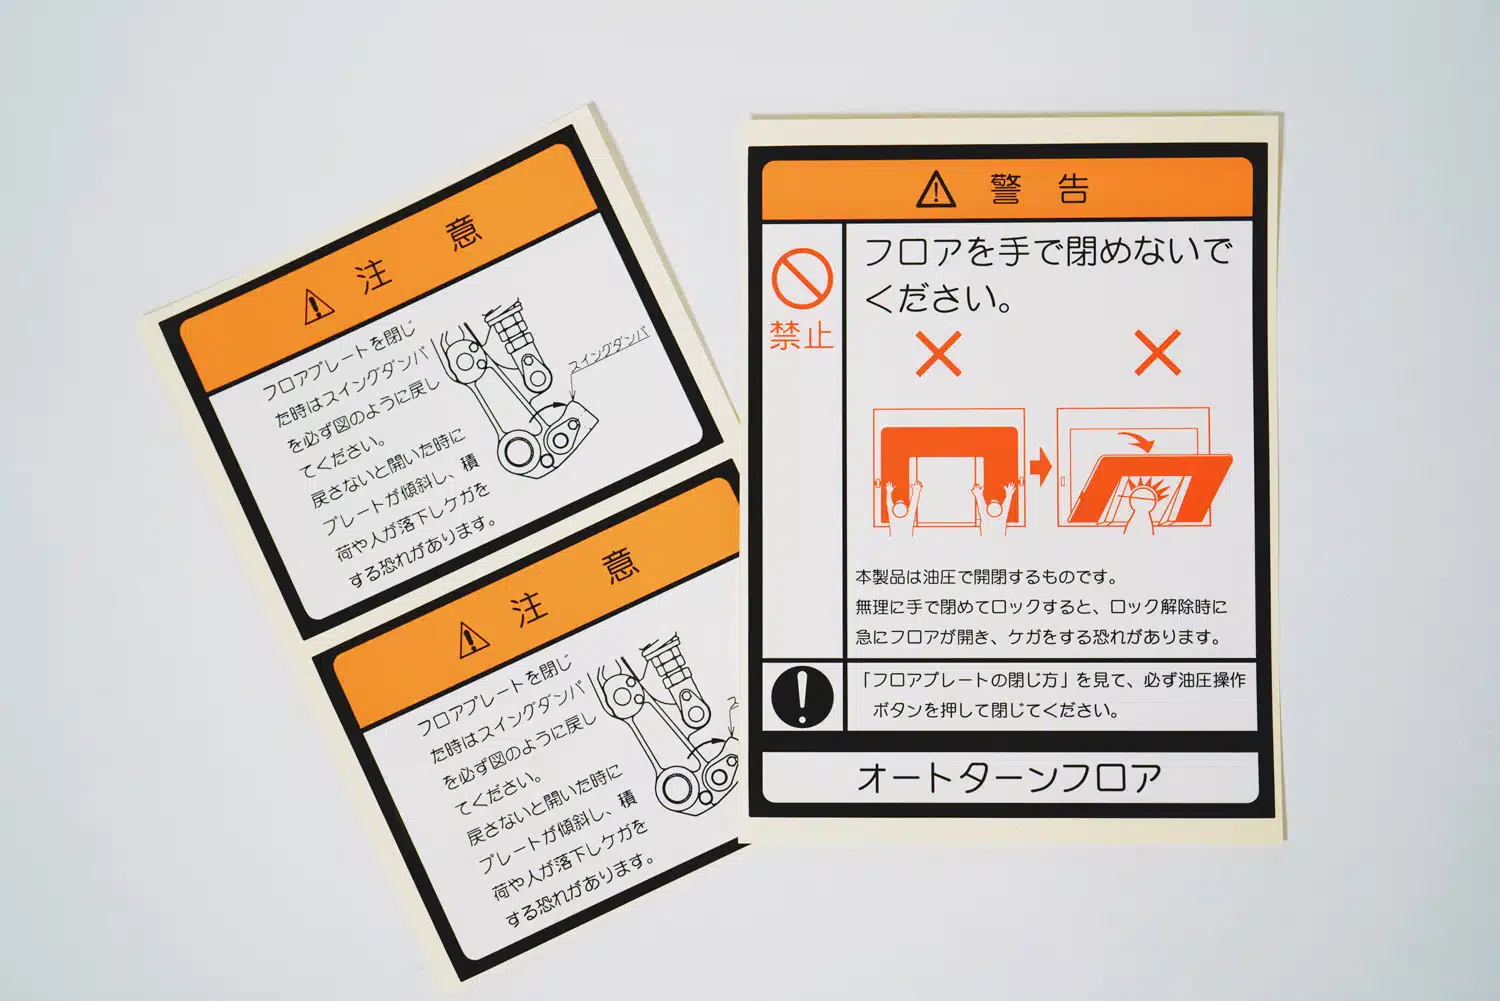 注意
フロアプレートを閉じ
た時はスイングダンパ
を必ず図のように戻し
てください。
戻さないと開いた時に
プレートが傾斜し、積
荷や人が落下しケガを
する恐れがあります。
スイングダンパ
注意
フロアプレートを閉じ
た時はスイングダンパ
を必ず図のように戻し
てください。
戻さないと開いた時に
プレートが傾斜し、積
荷や人が落下しケガを
する恐れがあります。
ス
警告
禁止
フロアを手で閉めないで
ください。
本製品は油圧で開閉するものです。
無理に手で閉めてロックすると、ロック解除時に
急にフロアが開き、ケガをする恐れがあります。
「フロアプレートの閉じ方」を見て、必ず油圧操作
ボタンを押して閉じてください。
オートターンフロア